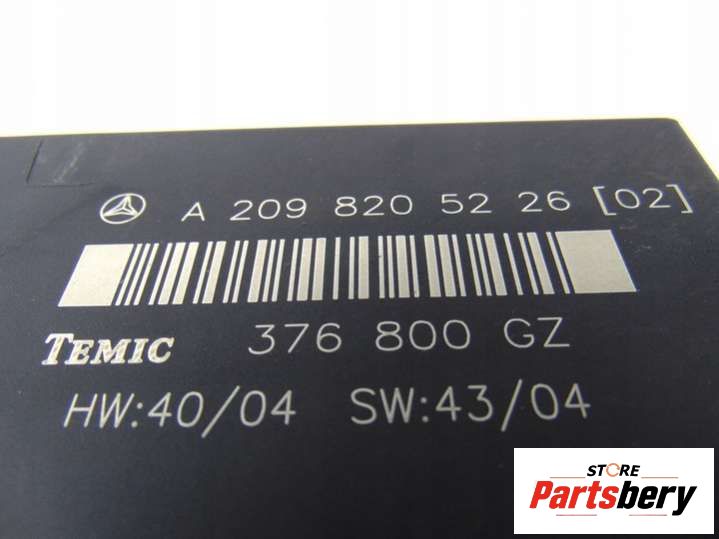 A 209 820 52 26 [02]
TEMIC 376 800 GZ
HW:40/04 SW:43/04
STORE
Partsbery